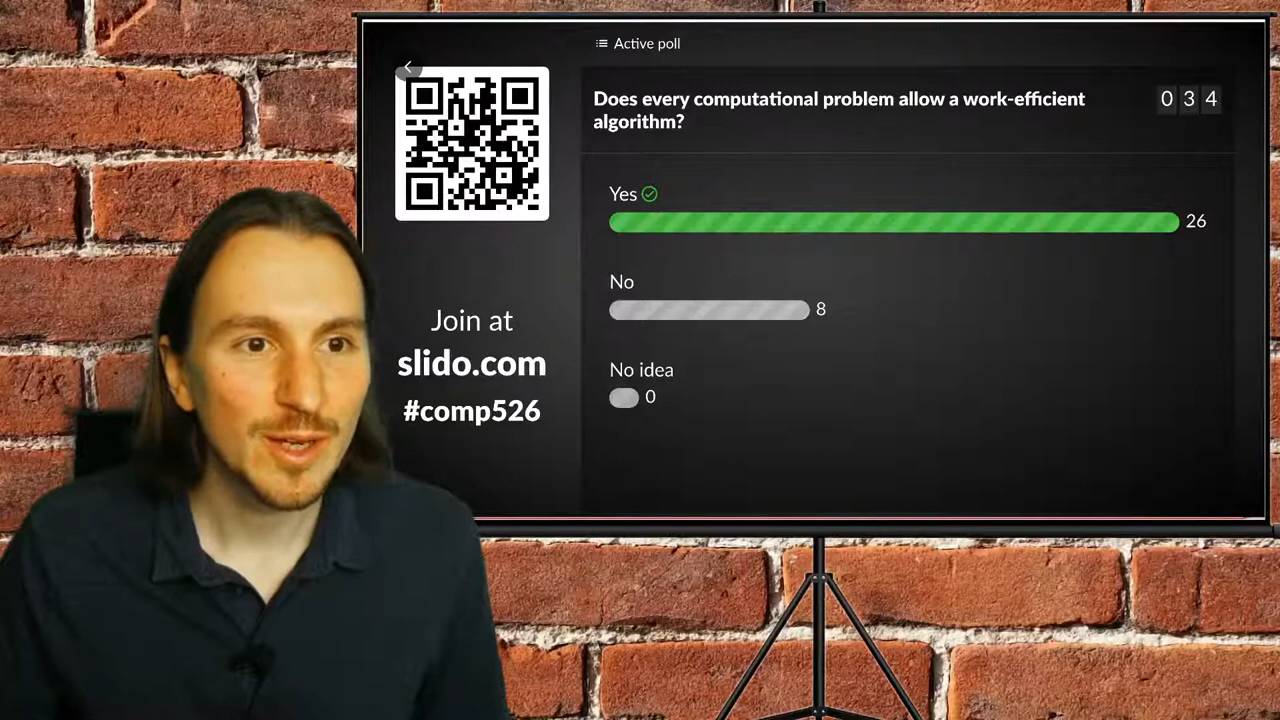 Active poll
Does every computational problem allow a work-efficient
algorithm?
0 3 4
Yes
26
No
8
No idea
0
Join at
slido.com
#comp526